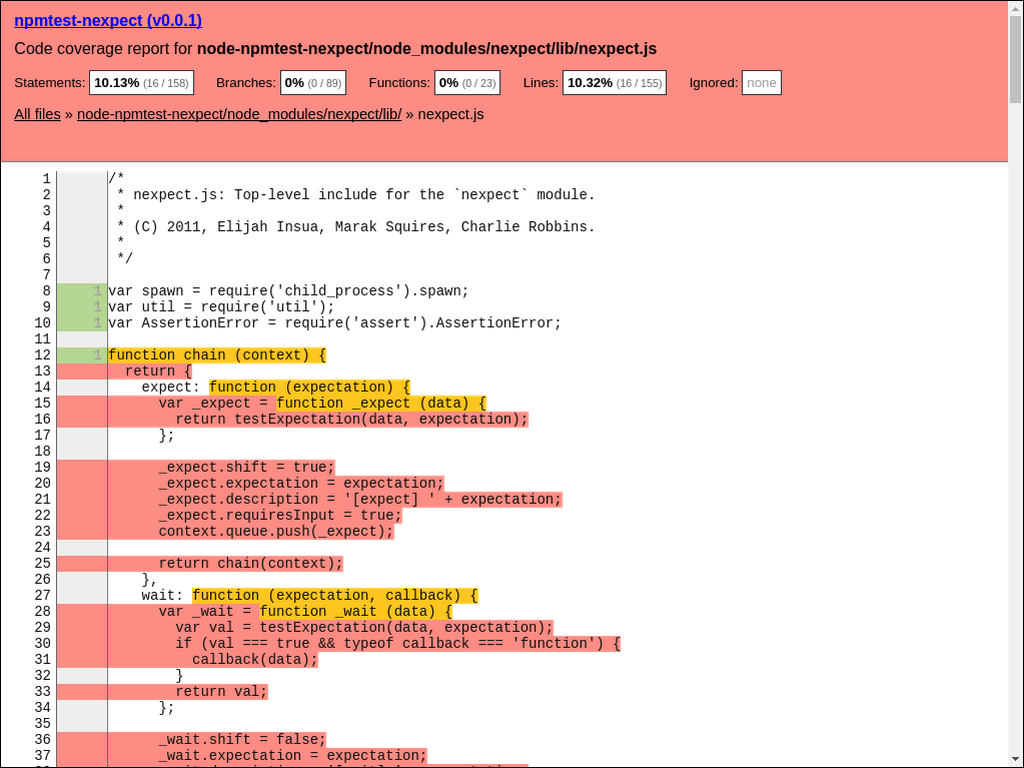 npmtest-nexpect (v0.0.1)
Code coverage report for node-npmtest-nexpect/node_modules/nexpect/lib/nexpect.js
Statements: 10.13% (16 / 158) Branches: 0% (0 / 89) Functions: 0% (0 / 23) Lines: 10.32% (16 / 155) Ignored: none
All files » node-npmtest-nexpect/node_modules/nexpect/lib/ » nexpect.js
1 /*
2 * nexpect.js: Top-level include for the `nexpect` module.
3 *
4 * (C) 2011, Elijah Insua, Marak Squires, Charlie Robbins.
5 *
6 */
7
8 1 var spawn = require('child_process').spawn;
9 1 var util = require('util');
10 1 var AssertionError = require('assert').AssertionError;
11
12 1 function chain (context) {
13 return {
14 expect: function (expectation) {
15 var _expect = function _expect (data) {
16 return testExpectation(data, expectation);
17 };
18
19 _expect.shift = true;
20 _expect.expectation = expectation;
21 _expect.description = '[expect] ' + expectation;
22 _expect.requiresInput = true;
23 context.queue.push(_expect);
24
25 return chain(context);
26 },
27 wait: function (expectation, callback) {
28 var _wait = function _wait (data) {
29 var val = testExpectation(data, expectation);
30 if (val === true && typeof callback === 'function') {
31 callback(data);
32 }
33 return val;
34 };
35
36 _wait.shift = false;
37 _wait.expectation = expectation;